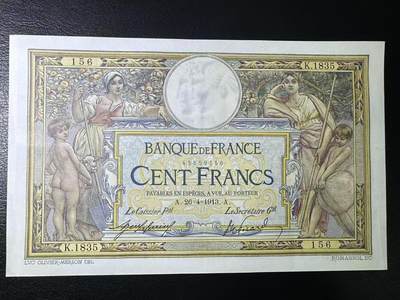 156 K.1835
BANQUE DE FRANCE
CENT FRANCS
PAYABLES EN ESPÈCES, A VUE, AU PORTEUR
A. 26-4-1913. A.
Le Caissier Pal Le Secrétaire Gal
K.1835 156
LUC OLIVIER-MERSON DEL. ROMAGNOL SC.